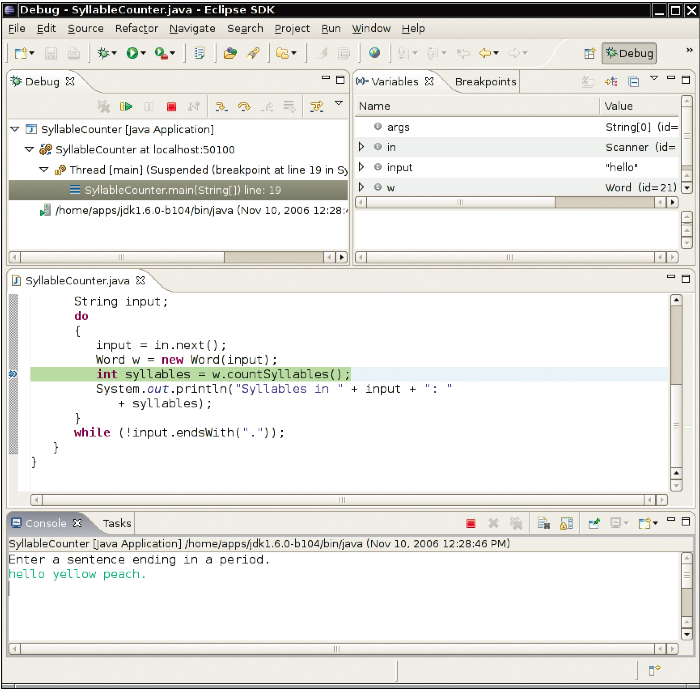 Debug - SyllableCounter.java - Eclipse SDK
File Edit Source Refactor Navigate Search Project Run Window Help
Debug
Debug
SyllableCounter [Java Application]
SyllableCounter at localhost:50100
Thread [main] (Suspended (breakpoint at line 19 in Sy
SyllableCounter.main(String[]) line: 19
/home/apps/jdk1.6.0-b104/bin/java (Nov 10, 2006 12:28:4
Variables Breakpoints
Name Value
args String[0] (id=
in Scanner (id=
input "hello"
w Word (id=21)
SyllableCounter.java
String input;
do
{
input = in.next();
Word w = new Word(input);
int syllables = w.countSyllables();
System.out.println("Syllables in " + input + ": "
+ syllables);
}
while (!input.endsWith("."));
}
}
Console Tasks
SyllableCounter [Java Application] /home/apps/jdk1.6.0-b104/bin/java (Nov 10, 2006 12:28:46 PM)
Enter a sentence ending in a period.
hello yellow peach.